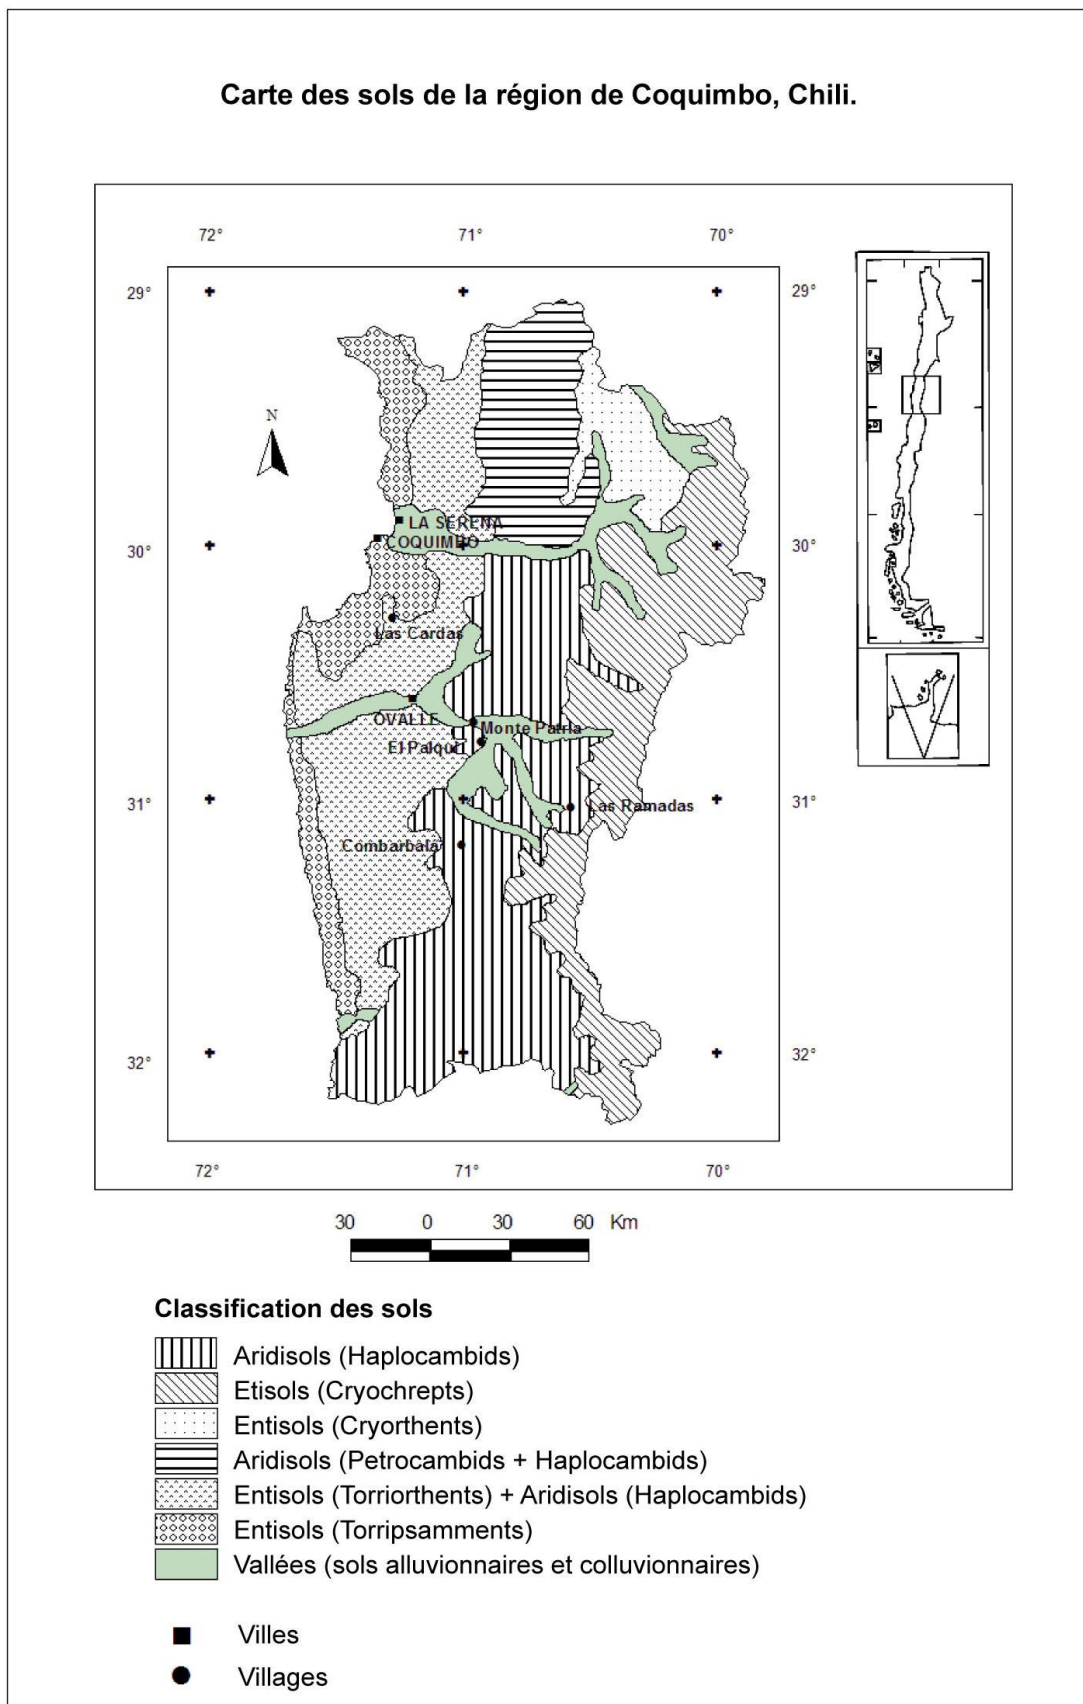 Carte des sols de la région de Coquimbo, Chili.
72° 71° 70°
29° 29°
N
LA SERENA
COQUIMBO
30° 30°
Las Cardas
OVALLE
Monte Patria
El Palqui
31° Las Ramadas 31°
Combarbalá
32° 32°
72° 71° 70°
30 0 30 60 Km
Classification des sols
Aridisols (Haplocambids)
Etisols (Cryochrepts)
Entisols (Cryorthents)
Aridisols (Petrocambids + Haplocambids)
Entisols (Torriorthents) + Aridisols (Haplocambids)
Entisols (Torripsamments)
Vallées (sols alluvionnaires et colluvionnaires)
Villes
Villages